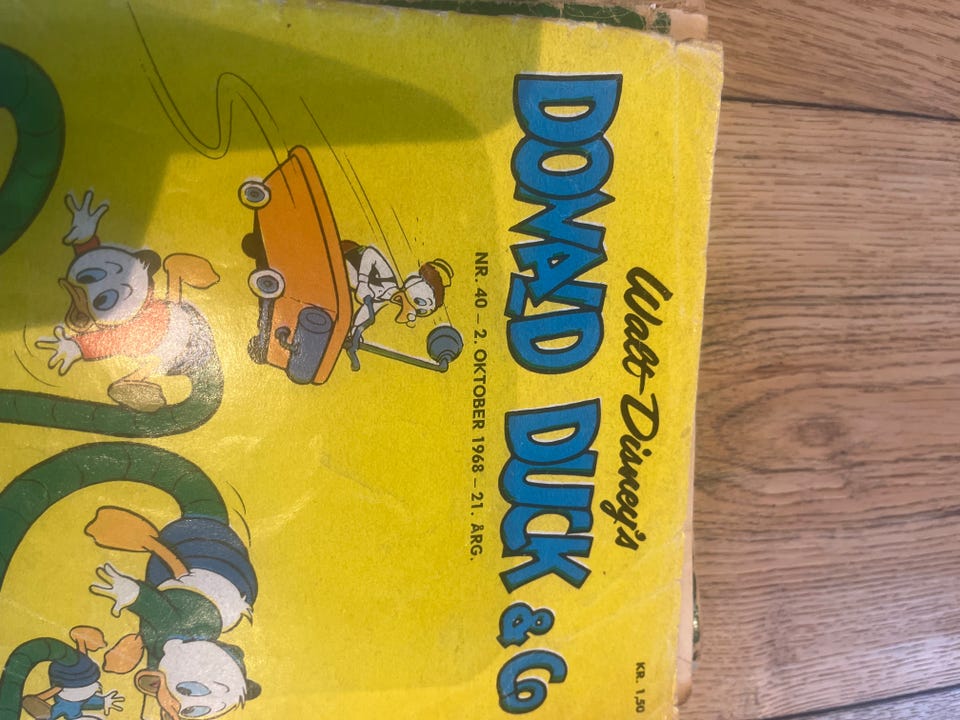 Walt Disney's
DONALD DUCK & Co
NR. 40 – 2. OKTOBER 1968 – 21. ÅRG.
KR. 1,50